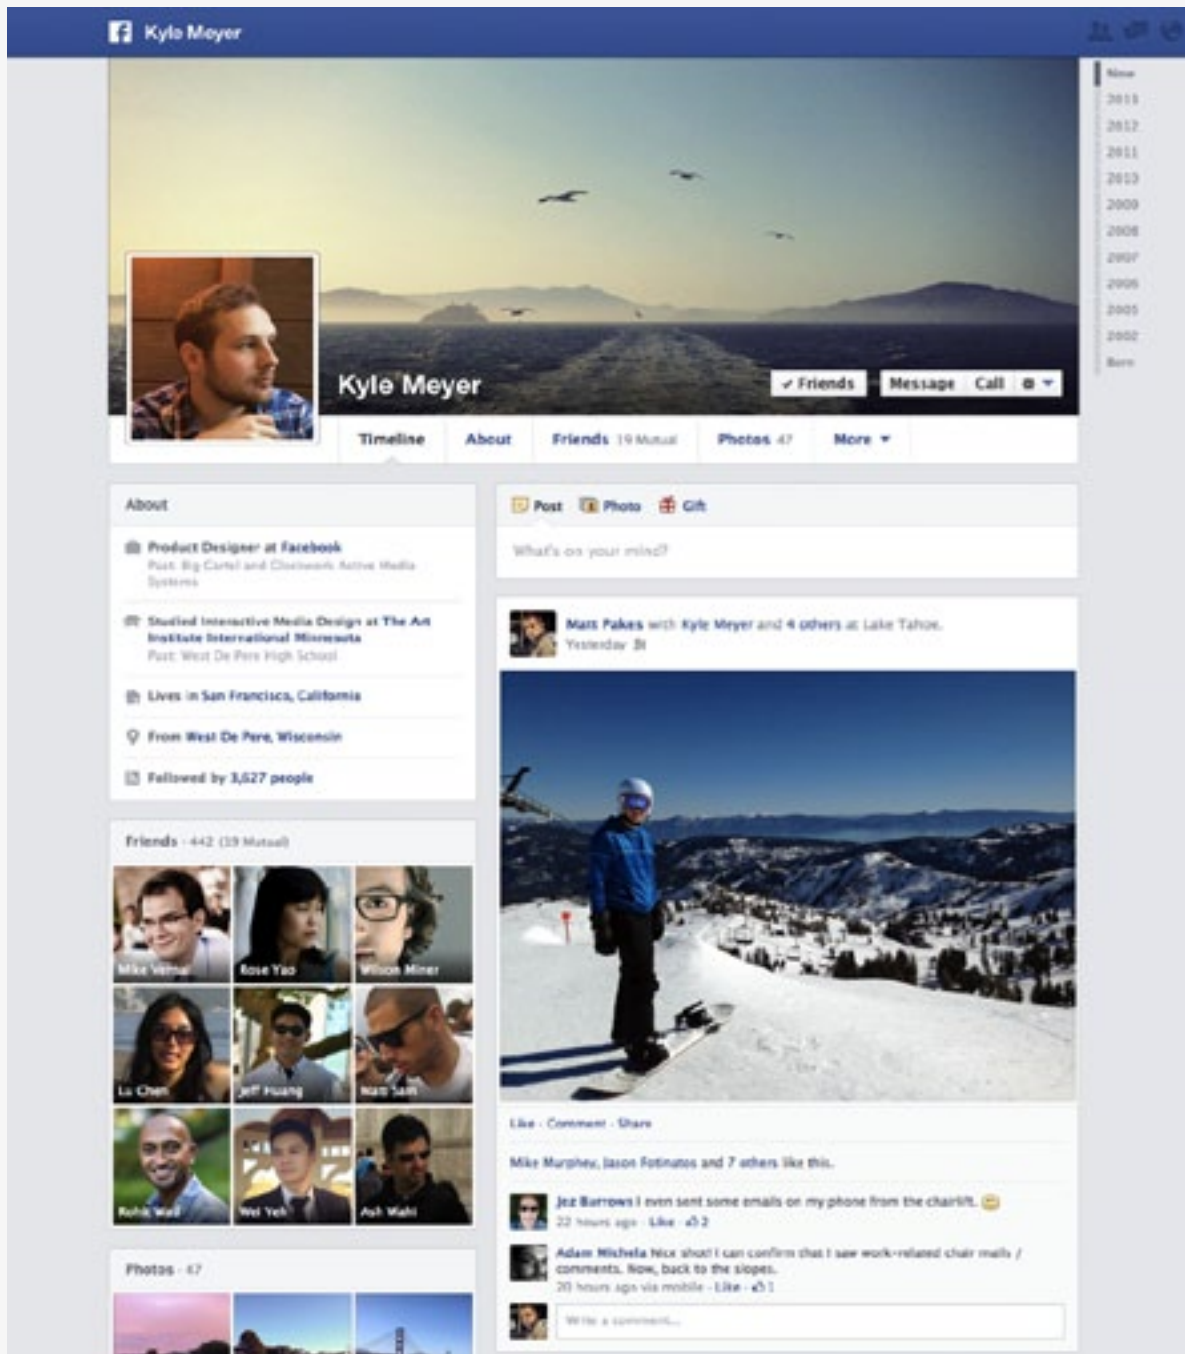 Kyle Meyer
Now
2011
2012
2011
2010
2009
2008
2007
2006
2005
2002
Born
Kyle Meyer
Friends
Message Call
Timeline About Friends 19 Mutual Photos 47 More
About
Product Designer at Facebook
Past: Big Cartel and Clockwork Active Media
Systems
Studied Interactive Media Design at The Art
Institute International Minnesota
Past: West De Pere High School
Lives in San Francisco, California
From West De Pere, Wisconsin
Followed by 3,527 people
Friends · 442 (19 Mutual)
Mike Vernal Rose Yao Wilson Miner
Lu Chen Jeff Huang Matt Sain
Wei Yeh Ash Wahi
Photos · 47
Post Photo Gift
What's on your mind?
Matt Pakes with Kyle Meyer and 4 others at Lake Tahoe.
Yesterday
Like · Comment · Share
Mike Murphey, Jason Fotinatos and 7 others like this.
Jez Burrows I even sent some emails on my phone from the chairlift.
22 hours ago · Like · 2
Adam Michela Nice shot! I can confirm that I saw work-related chair mails /
comments. Now, back to the slopes.
20 hours ago via mobile · Like · 1
Write a comment...